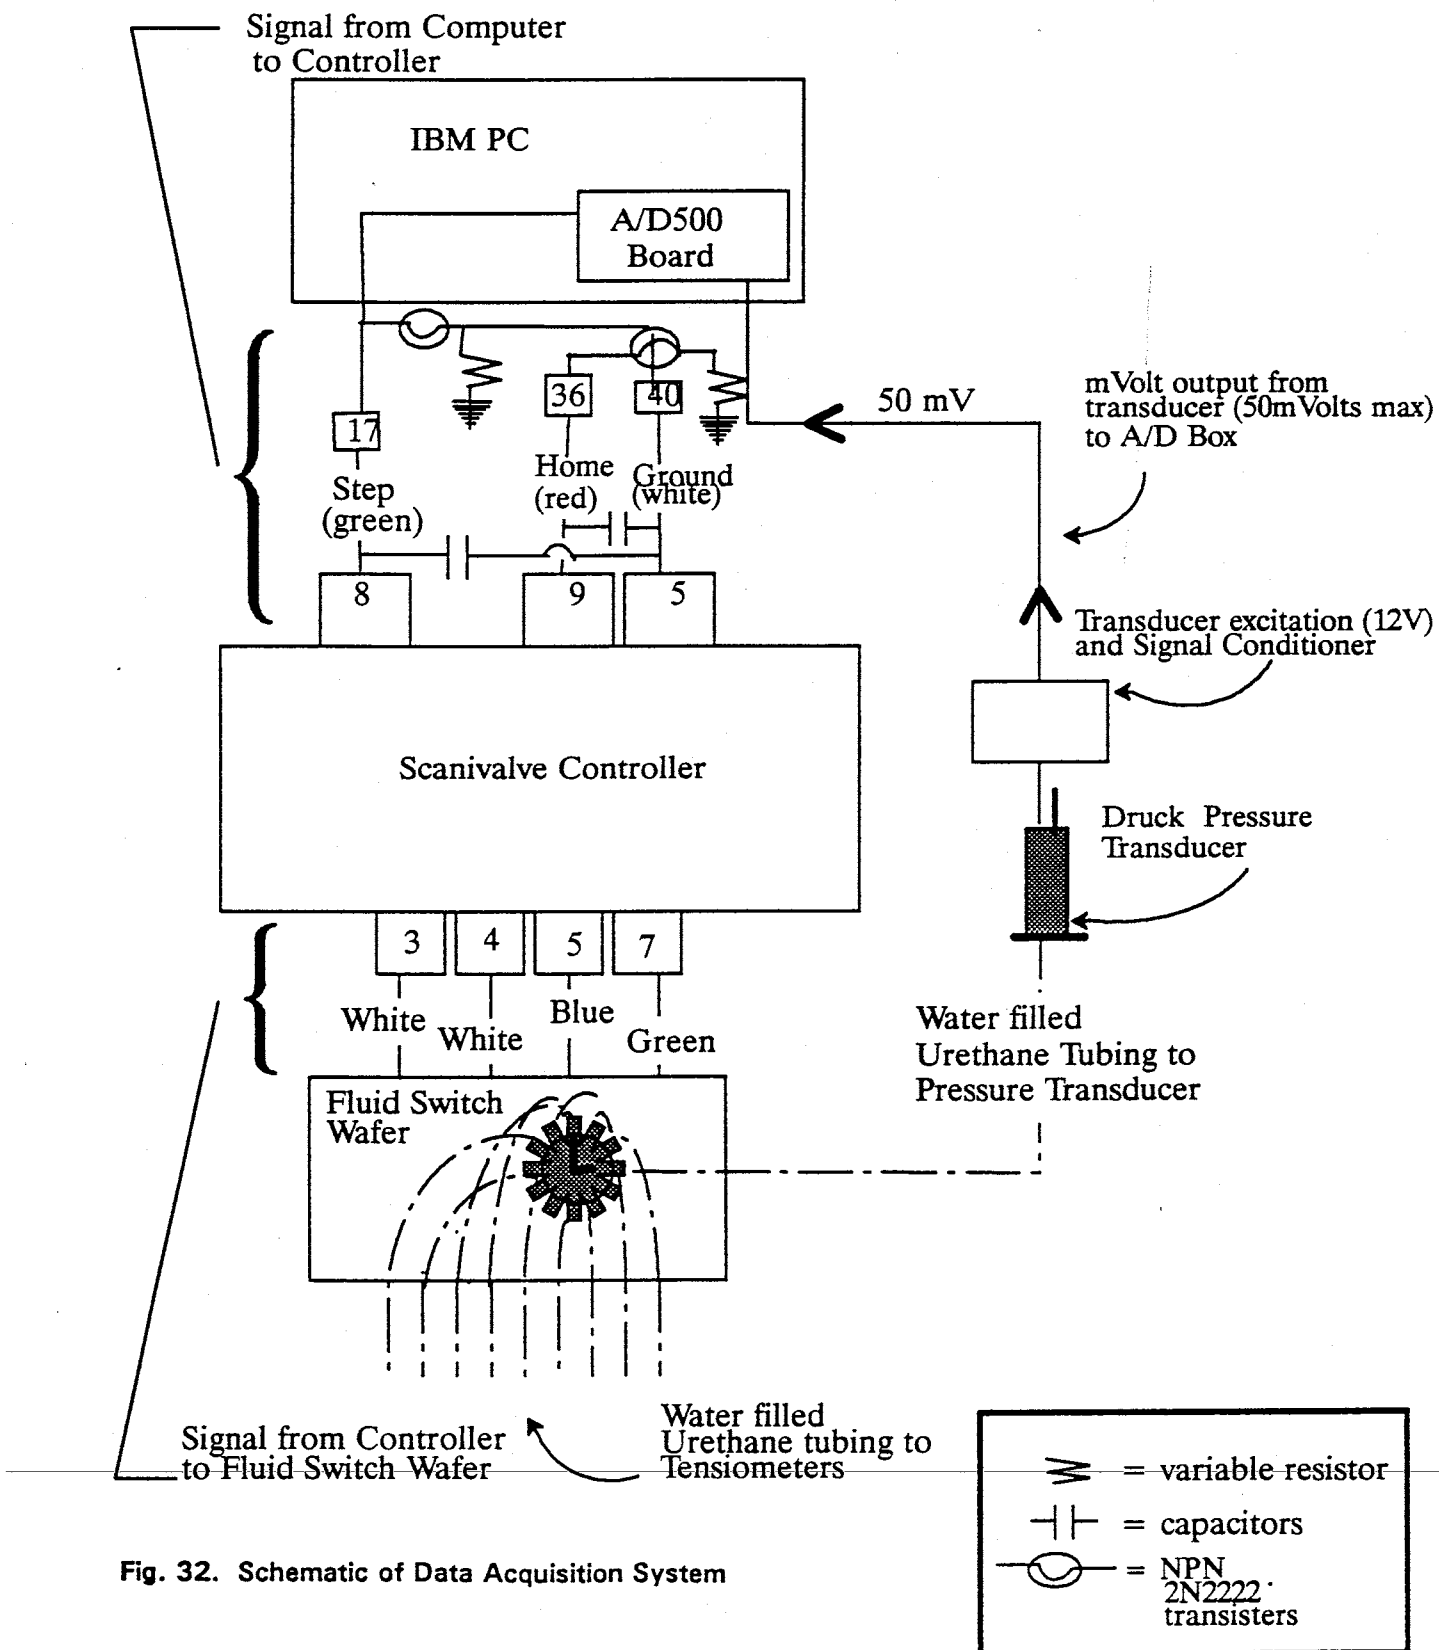 Signal from Computer
to Controller
IBM PC
A/D500
Board
36
40
17
50 mV
mVolt output from
transducer (50mVolts max)
to A/D Box
Home
(red)
Ground
(white)
Step
(green)
8
9
5
Transducer excitation (12V)
and Signal Conditioner
Scanivalve Controller
Druck Pressure
Transducer
3
4
5
7
White
White
Blue
Green
Water filled
Urethane Tubing to
Pressure Transducer
Fluid Switch
Wafer
Signal from Controller
to Fluid Switch Wafer
Water filled
Urethane tubing to
Tensiometers
= variable resistor
= capacitors
= NPN
2N2222
transisters
Fig. 32. Schematic of Data Acquisition System